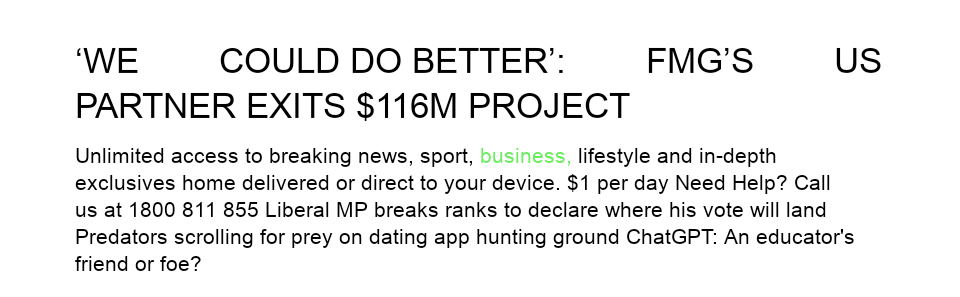 ‘WE COULD DO BETTER’: FMG’S US
PARTNER EXITS $116M PROJECT
Unlimited access to breaking news, sport, business, lifestyle and in-depth
exclusives home delivered or direct to your device. $1 per day Need Help? Call
us at 1800 811 855 Liberal MP breaks ranks to declare where his vote will land
Predators scrolling for prey on dating app hunting ground ChatGPT: An educator's
friend or foe?